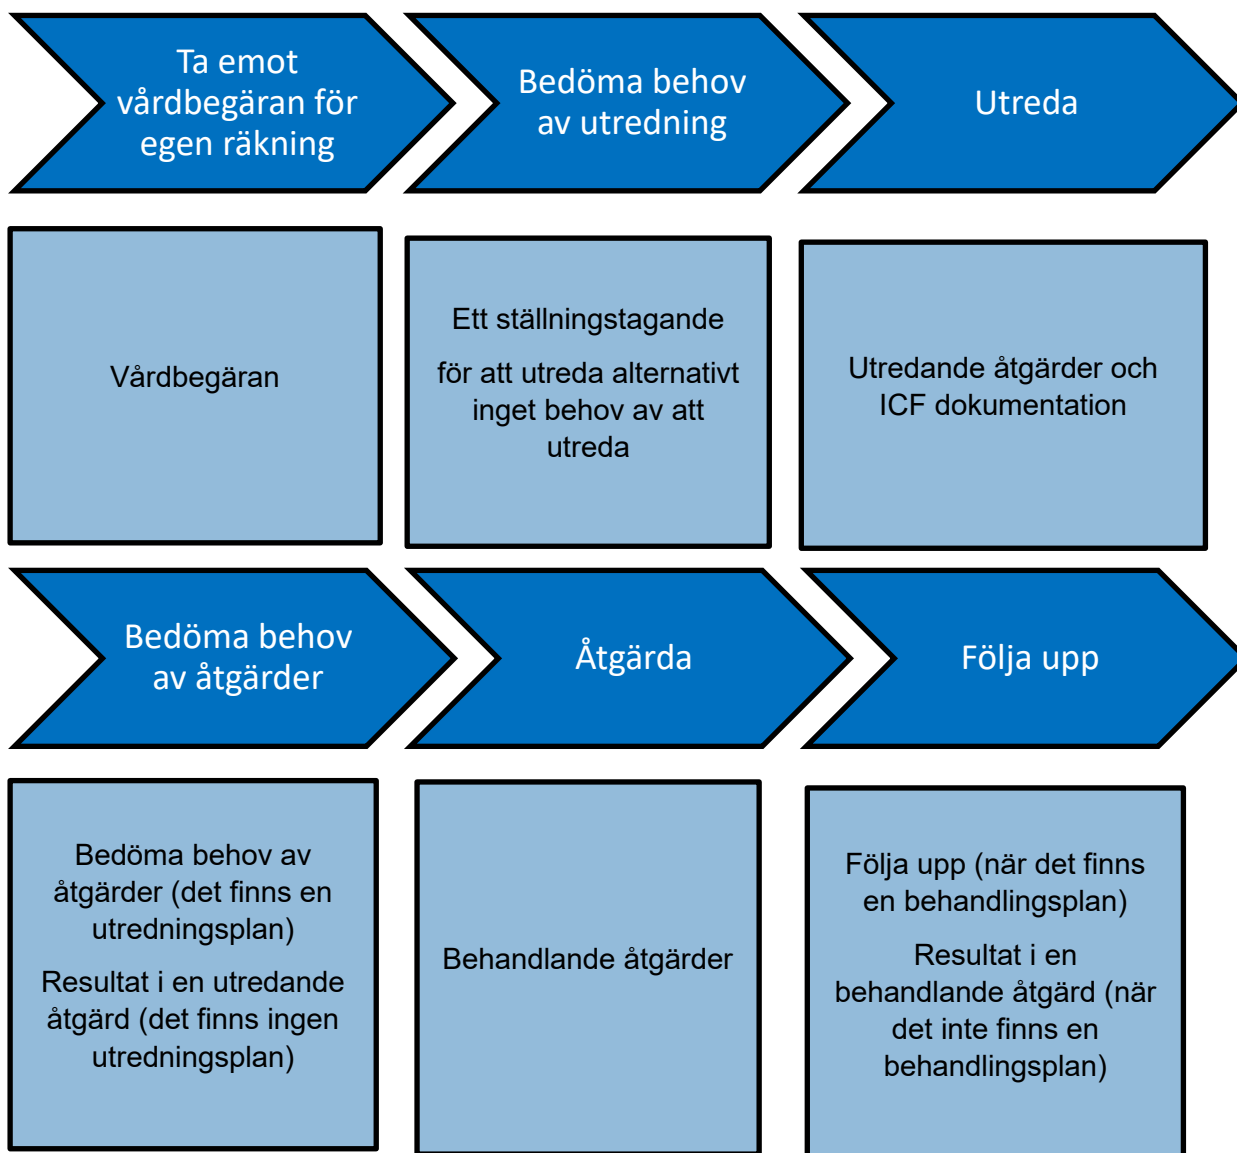 Ta emot
vårdbegäran för
egen räkning
Bedöma behov
av utredning
Utreda
Vårdbegäran
Ett ställningstagande
för att utreda alternativt
inget behov av att
utreda
Utredande åtgärder och
ICF dokumentation
Bedöma behov
av åtgärder
Åtgärda
Följa upp
Bedöma behov av
åtgärder (det finns en
utredningsplan)
Resultat i en utredande
åtgärd (det finns ingen
utredningsplan)
Behandlande åtgärder
Följa upp (när det finns
en behandlingsplan)
Resultat i en
behandlande åtgärd (när
det inte finns en
behandlingsplan)